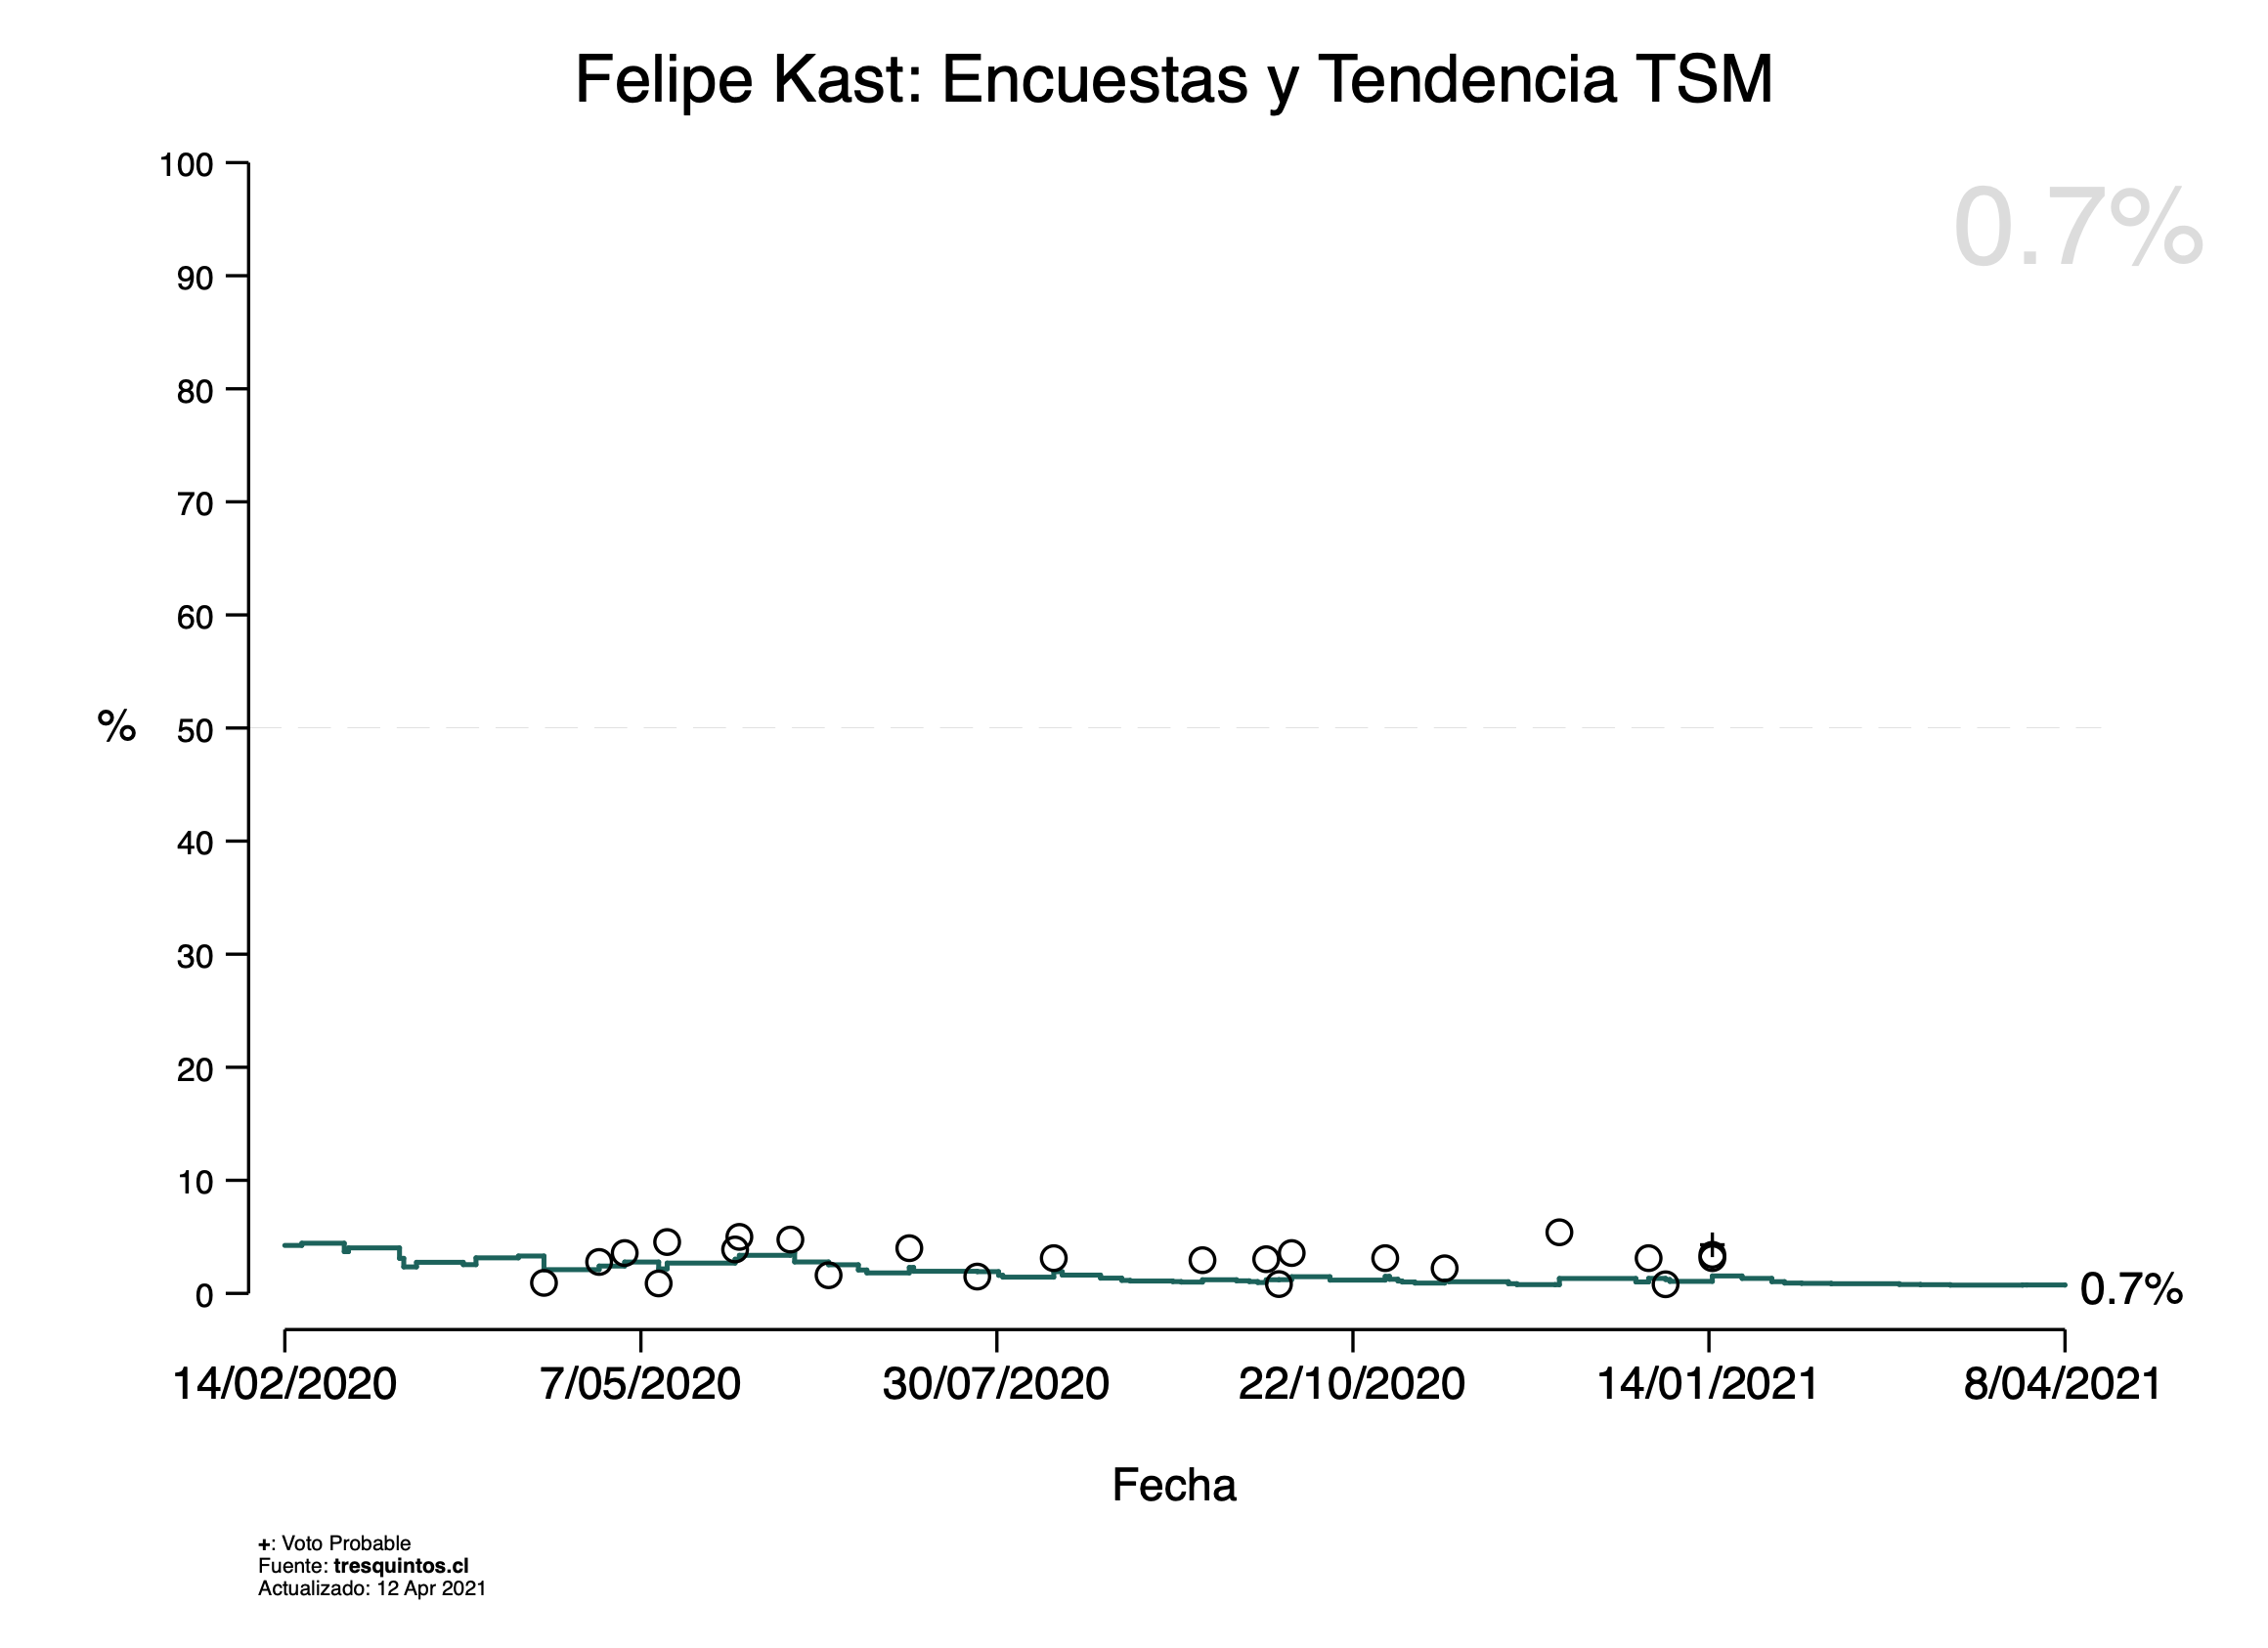 Felipe Kast: Encuestas y Tendencia TSM
0.7%
100
90
80
70
60
50
40
30
20
10
0
%
0.7%
14/02/2020 7/05/2020 30/07/2020 22/10/2020 14/01/2021 8/04/2021
Fecha
+: Voto Probable
Fuente: tresquintos.cl
Actualizado: 12 Apr 2021